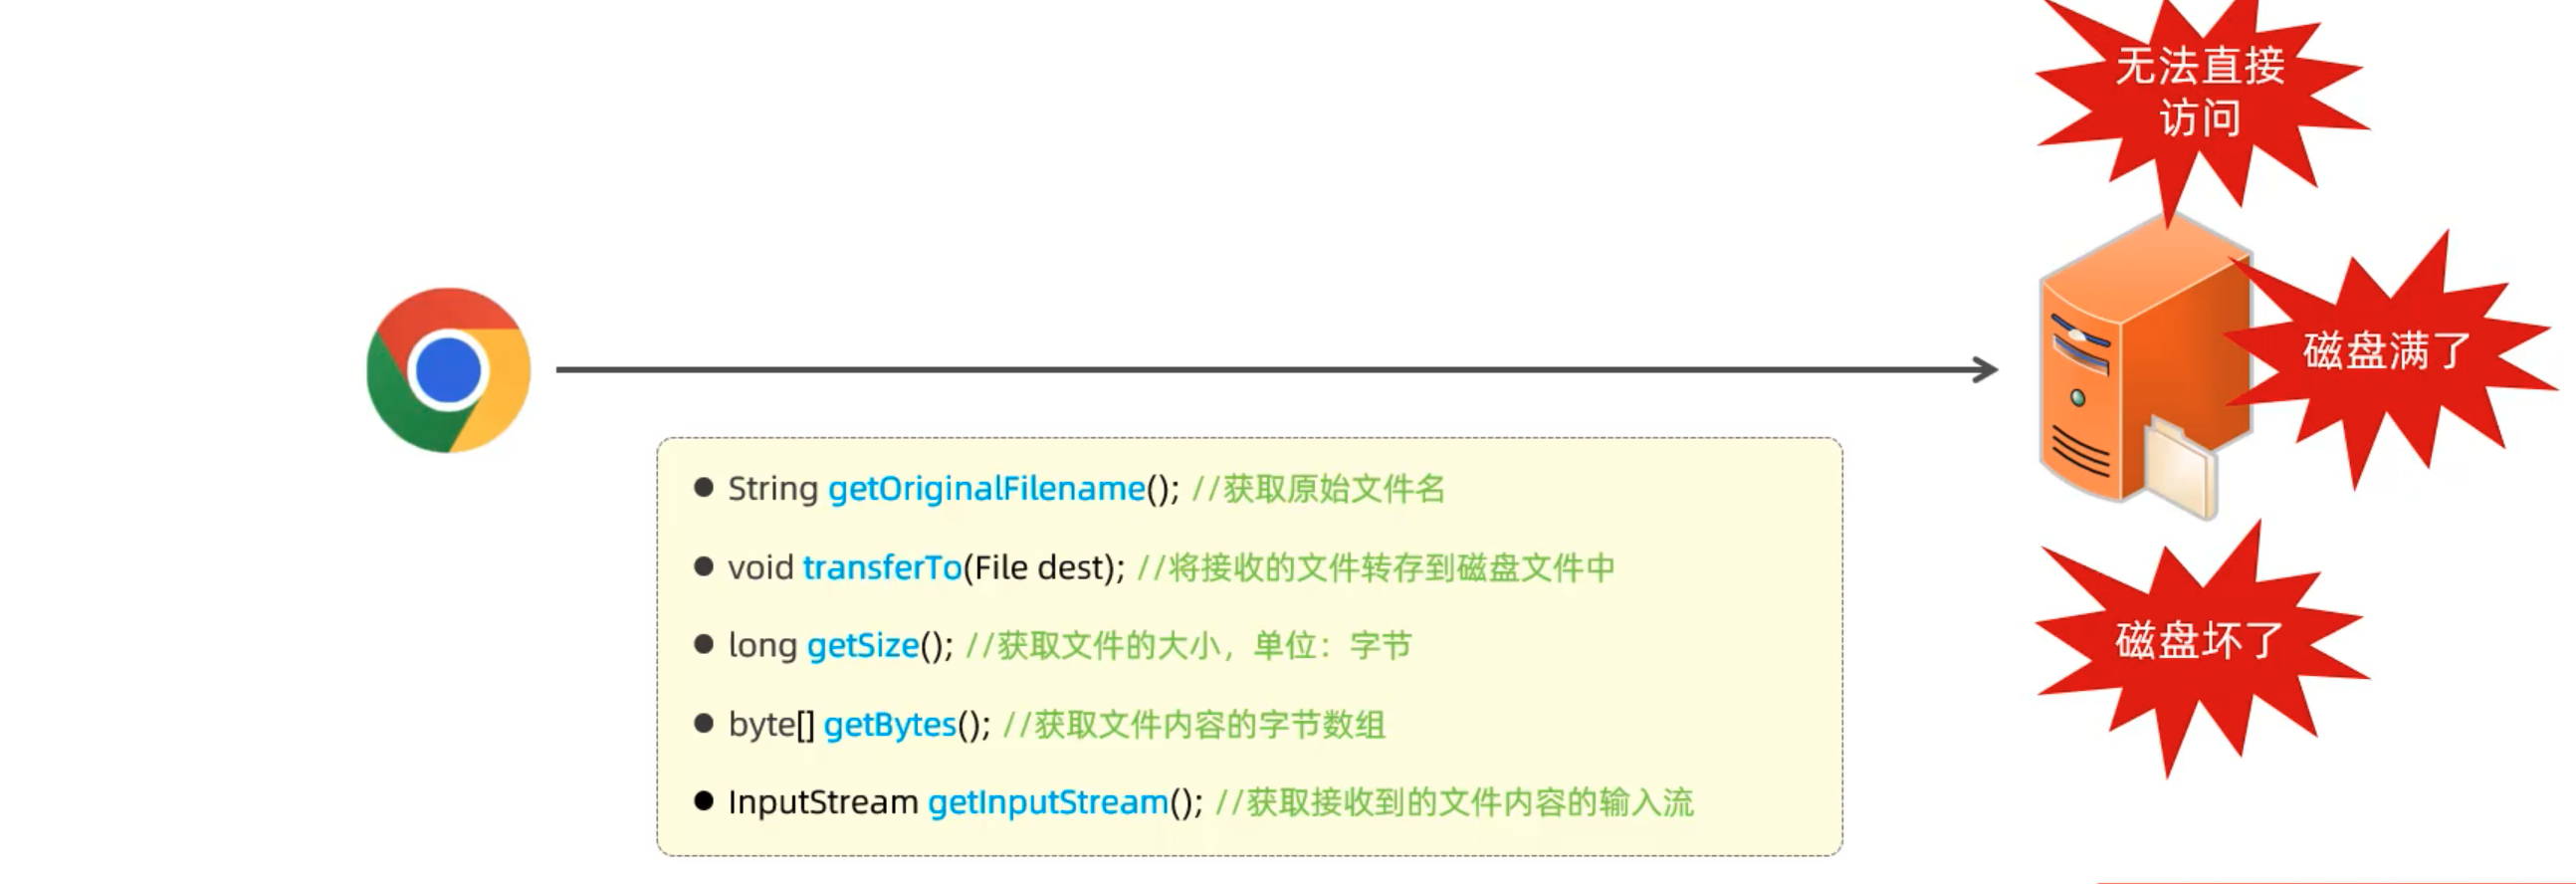 无法直接
访问
磁盘满了
String getOriginalFilename(); //获取原始文件名
void transferTo(File dest); //将接收的文件转存到磁盘文件中
long getSize(); //获取文件的大小，单位：字节
byte[] getBytes(); //获取文件内容的字节数组
InputStream getInputStream(); //获取接收到的文件内容的输入流
磁盘坏了